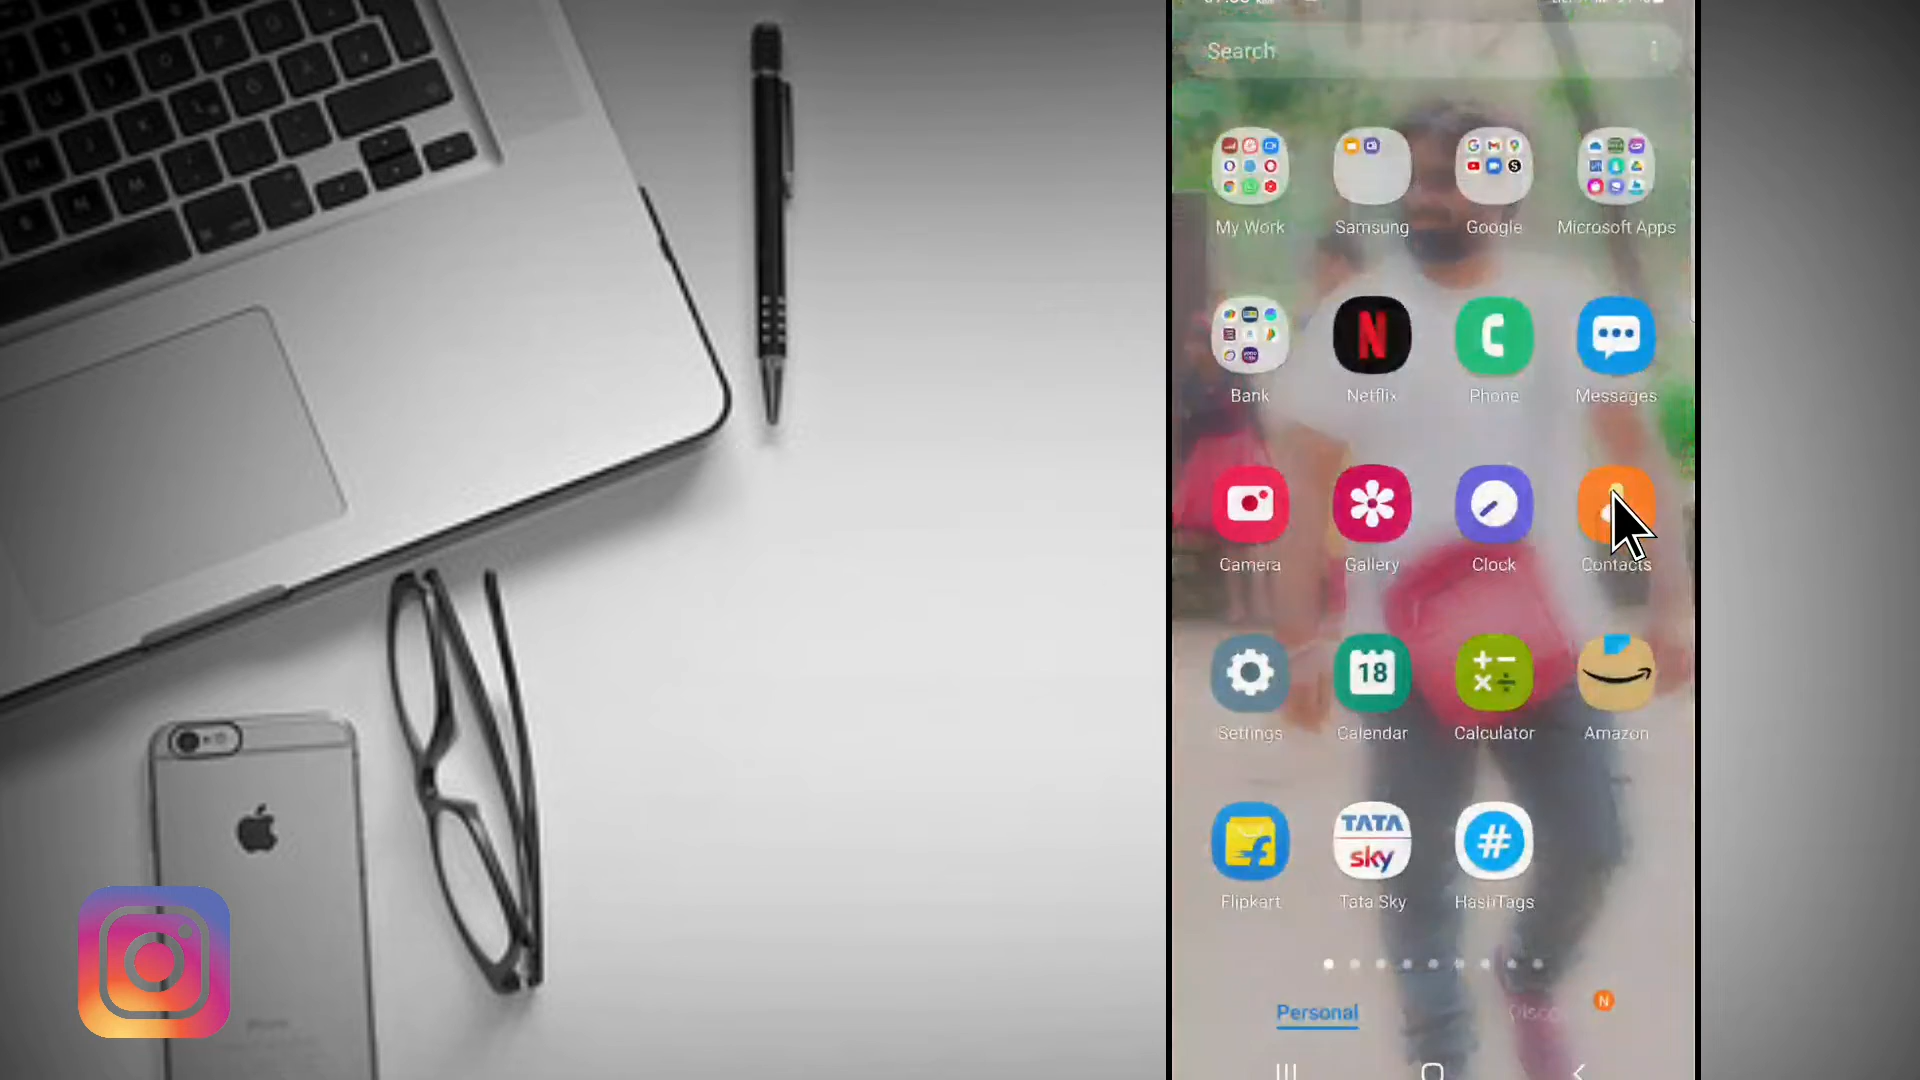 Search
My Work Samsung Google Microsoft Apps
Bank Netflix Phone Messages
Camera Gallery Clock Contacts
18
Settings Calendar Calculator Amazon
TATA
sky
#
Flipkart Tata Sky HashTags
N
Personal